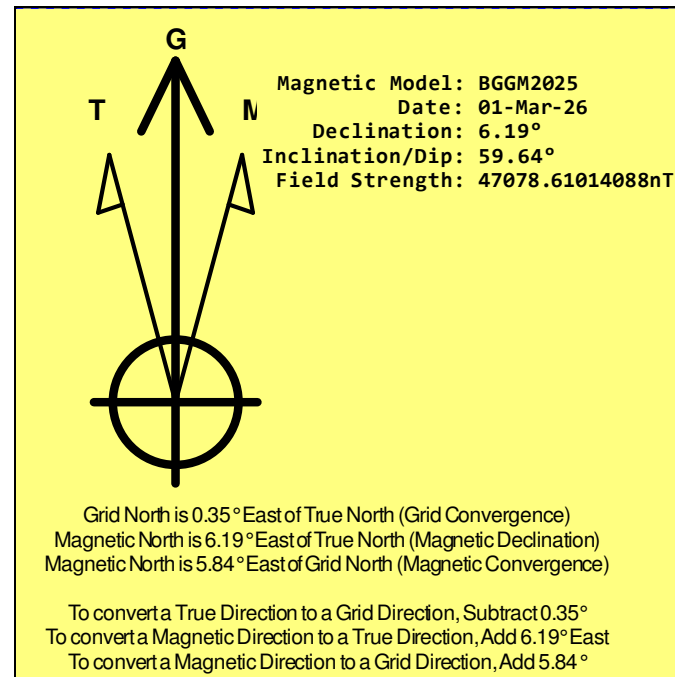 G
T
M
Magnetic Model: BGGM2025
Date: 01-Mar-26
Declination: 6.19°
Inclination/Dip: 59.64°
Field Strength: 47078.61014088nT
Grid North is 0.35° East of True North (Grid Convergence)
Magnetic North is 6.19° East of True North (Magnetic Declination)
Magnetic North is 5.84° East of Grid North (Magnetic Convergence)
To convert a True Direction to a Grid Direction, Subtract 0.35°
To convert a Magnetic Direction to a True Direction, Add 6.19° East
To convert a Magnetic Direction to a Grid Direction, Add 5.84°